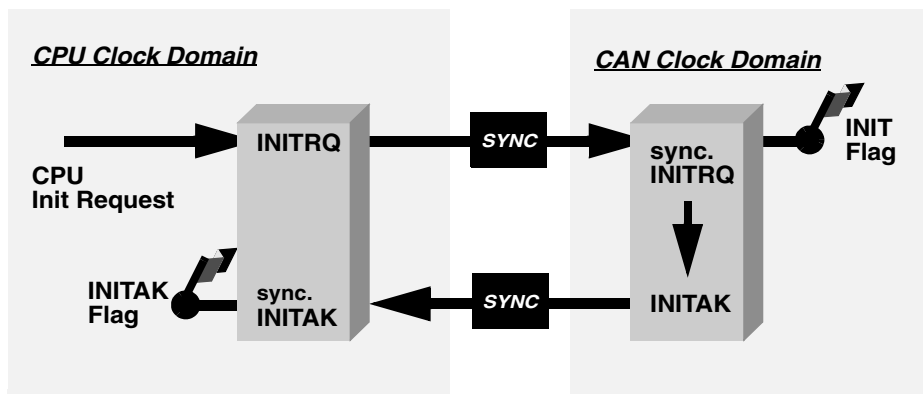 CPU Clock Domain
CAN Clock Domain
INITRQ
SYNC
sync.
INITRQ
INIT
Flag
CPU
Init Request
INITAK
Flag
sync.
INITAK
SYNC
INITAK